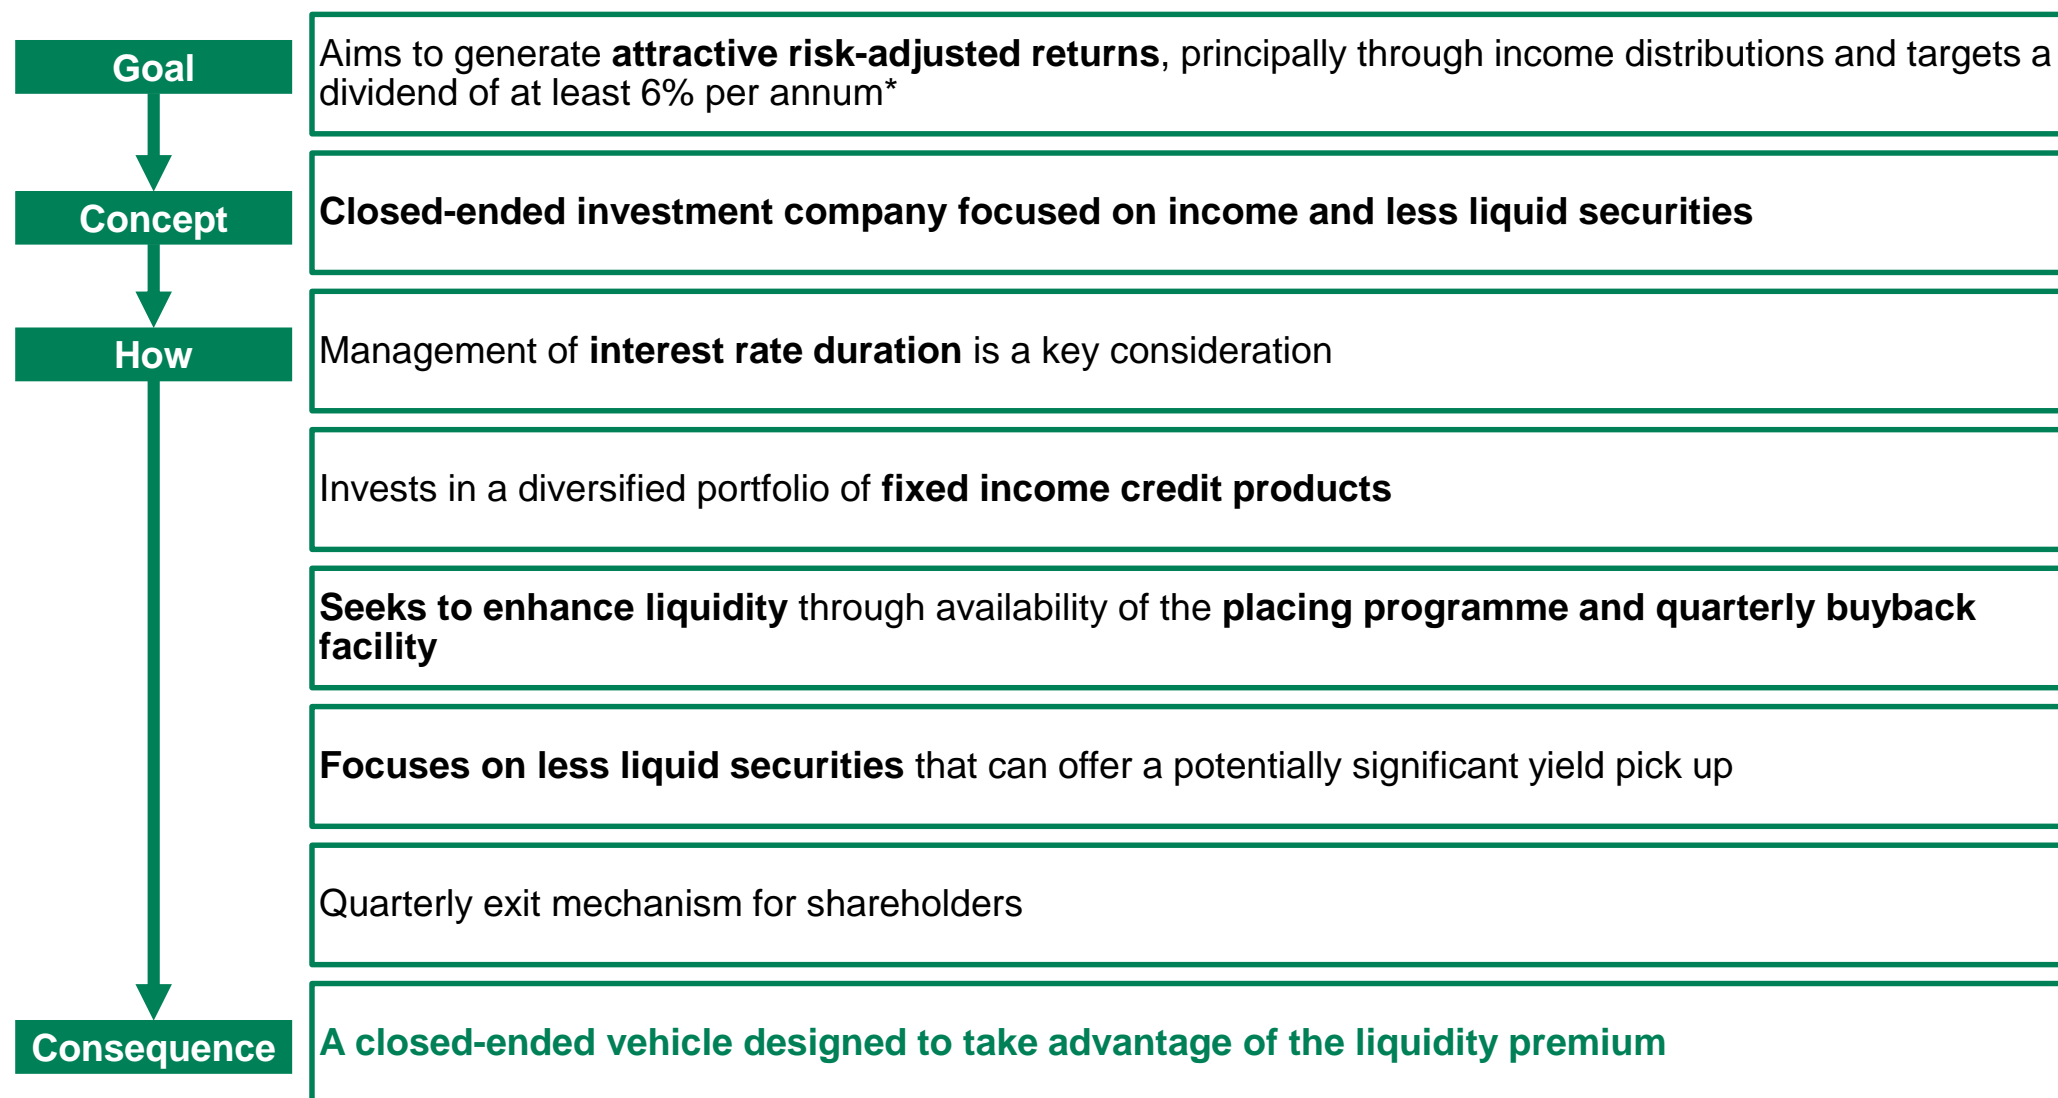 Goal
Aims to generate attractive risk-adjusted returns, principally through income distributions and targets a
dividend of at least 6% per annum*
Concept
Closed-ended investment company focused on income and less liquid securities
How
Management of interest rate duration is a key consideration
Invests in a diversified portfolio of fixed income credit products
Seeks to enhance liquidity through availability of the placing programme and quarterly buyback
facility
Focuses on less liquid securities that can offer a potentially significant yield pick up
Quarterly exit mechanism for shareholders
Consequence
A closed-ended vehicle designed to take advantage of the liquidity premium